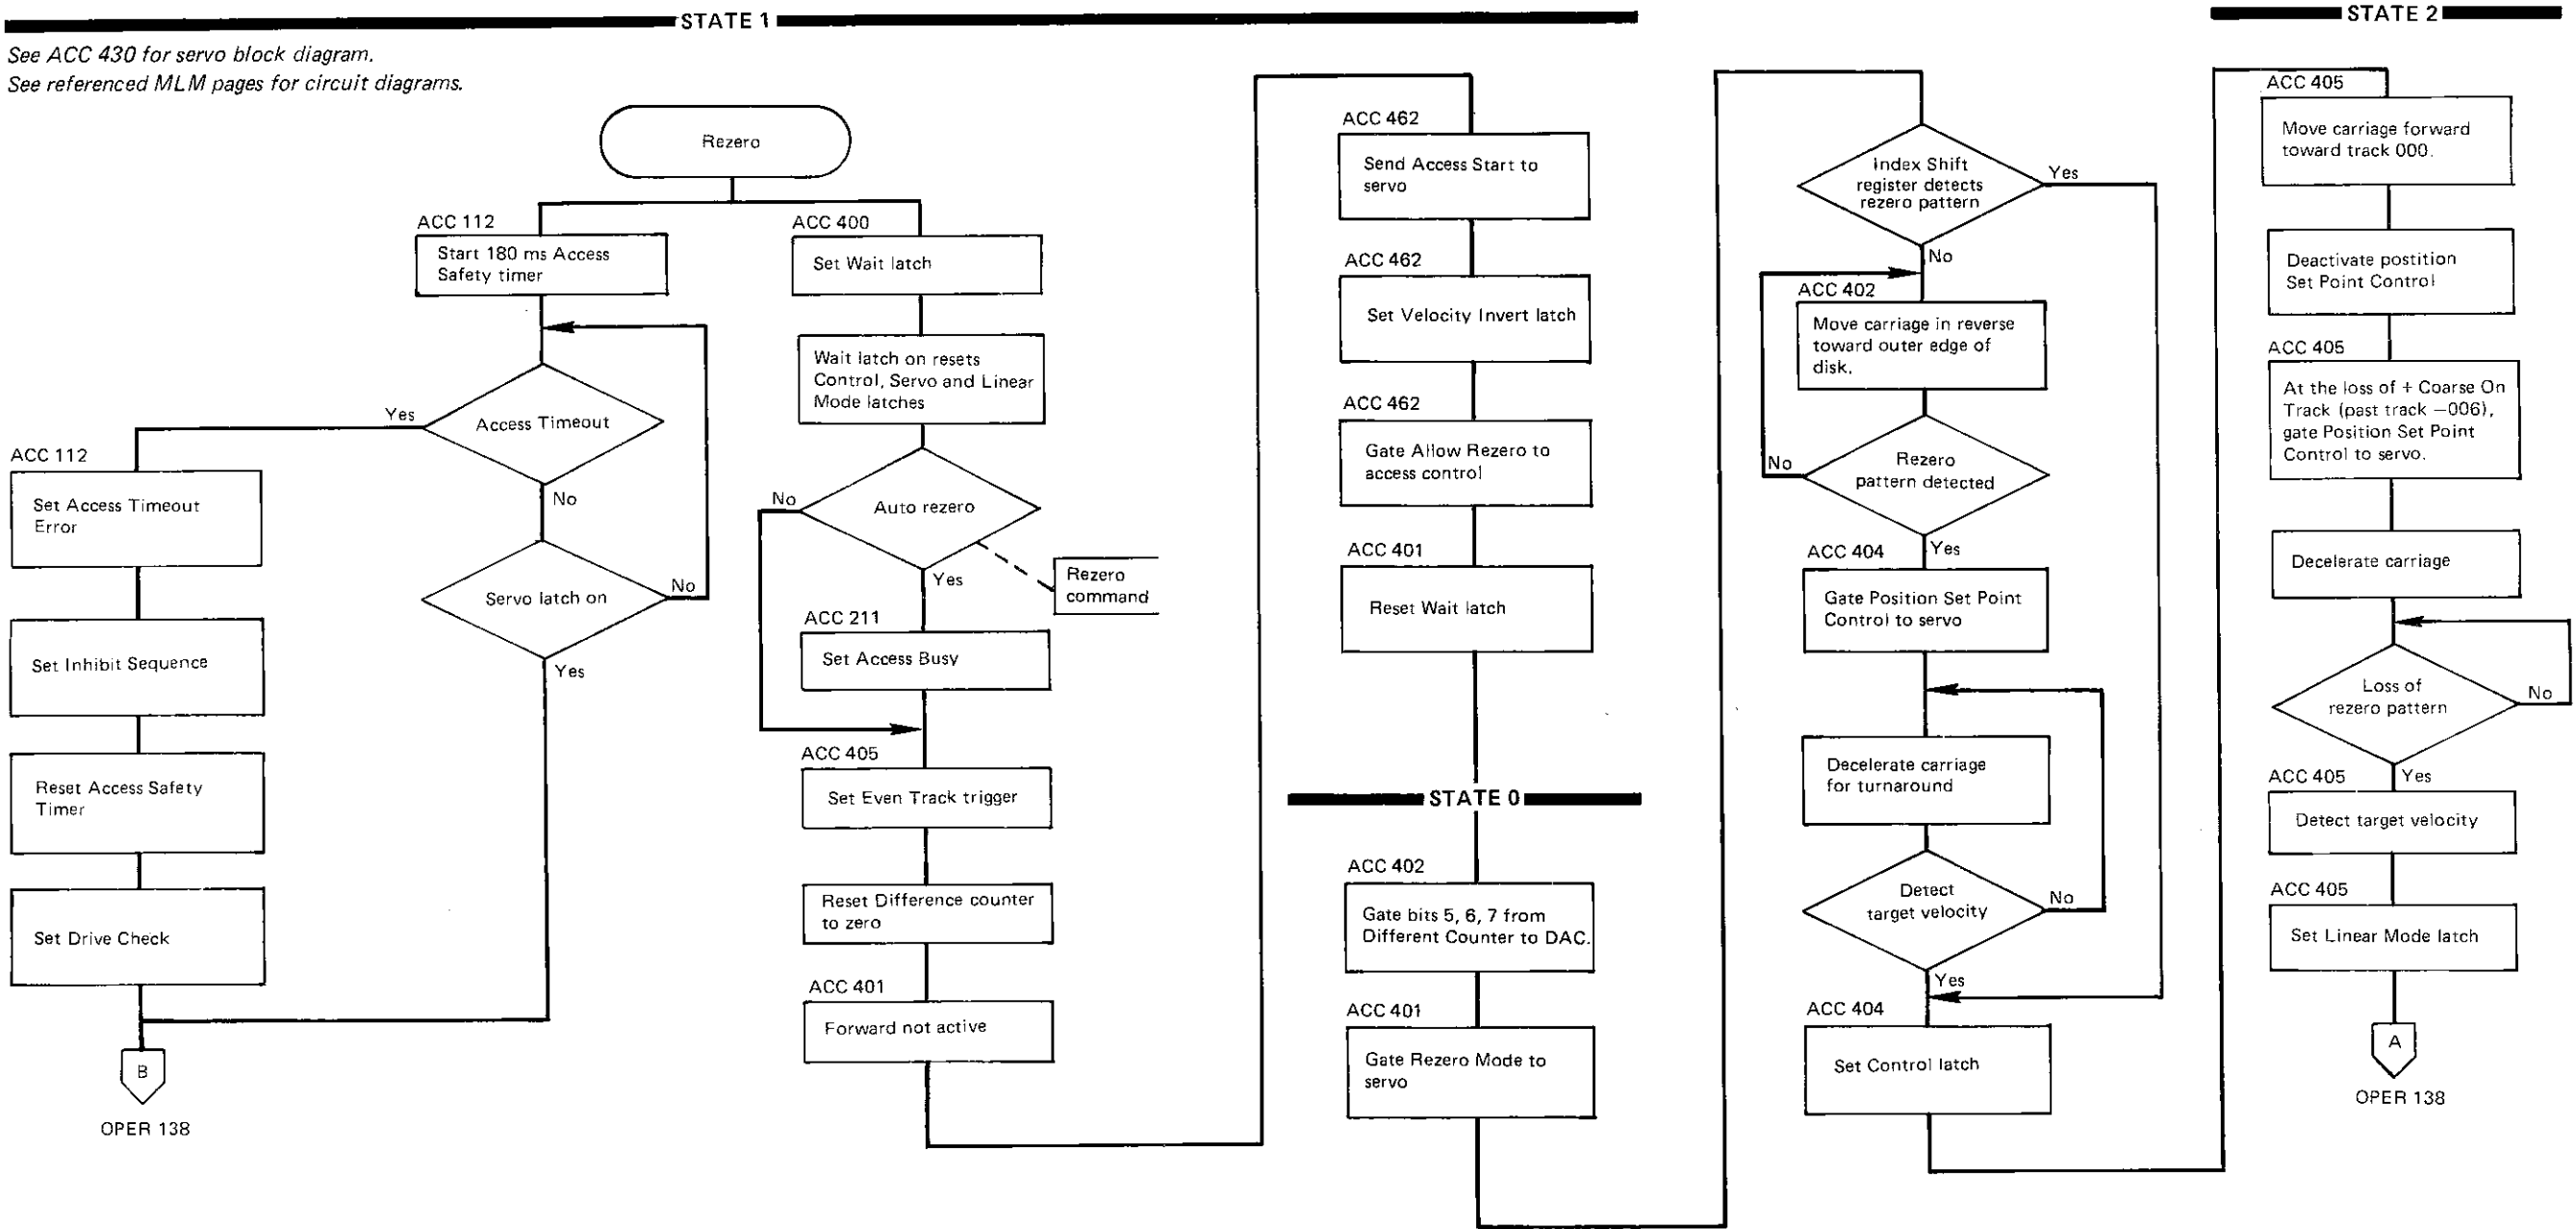 STATE 1
STATE 2
See ACC 430 for servo block diagram.
See referenced MLM pages for circuit diagrams.
Rezero
ACC 112
Start 180 ms Access
Safety timer
Access Timeout
Yes
No
Servo latch on
No
Yes
ACC 112
Set Access Timeout
Error
Set Inhibit Sequence
Reset Access Safety
Timer
Set Drive Check
B
OPER 138
ACC 400
Set Wait latch
Wait latch on resets
Control, Servo and Linear
Mode latches
Auto rezero
No
Yes
Rezero
command
ACC 211
Set Access Busy
ACC 405
Set Even Track trigger
Reset Difference counter
to zero
ACC 401
Forward not active
ACC 462
Send Access Start to
servo
ACC 462
Set Velocity Invert latch
ACC 462
Gate Allow Rezero to
access control
ACC 401
Reset Wait latch
STATE 0
ACC 402
Gate bits 5, 6, 7 from
Different Counter to DAC.
ACC 401
Gate Rezero Mode to
servo
Index Shift
register detects
rezero pattern
Yes
No
ACC 402
Move carriage in reverse
toward outer edge of
disk.
Rezero
pattern detected
No
Yes
ACC 404
Gate Position Set Point
Control to servo
Decelerate carriage
for turnaround
Detect
target velocity
No
Yes
ACC 404
Set Control latch
ACC 405
Move carriage forward
toward track 000.
Deactivate postition
Set Point Control
ACC 405
At the loss of + Coarse On
Track (past track −006),
gate Position Set Point
Control to servo.
Decelerate carriage
Loss of
rezero pattern
No
Yes
ACC 405
Detect target velocity
ACC 405
Set Linear Mode latch
A
OPER 138